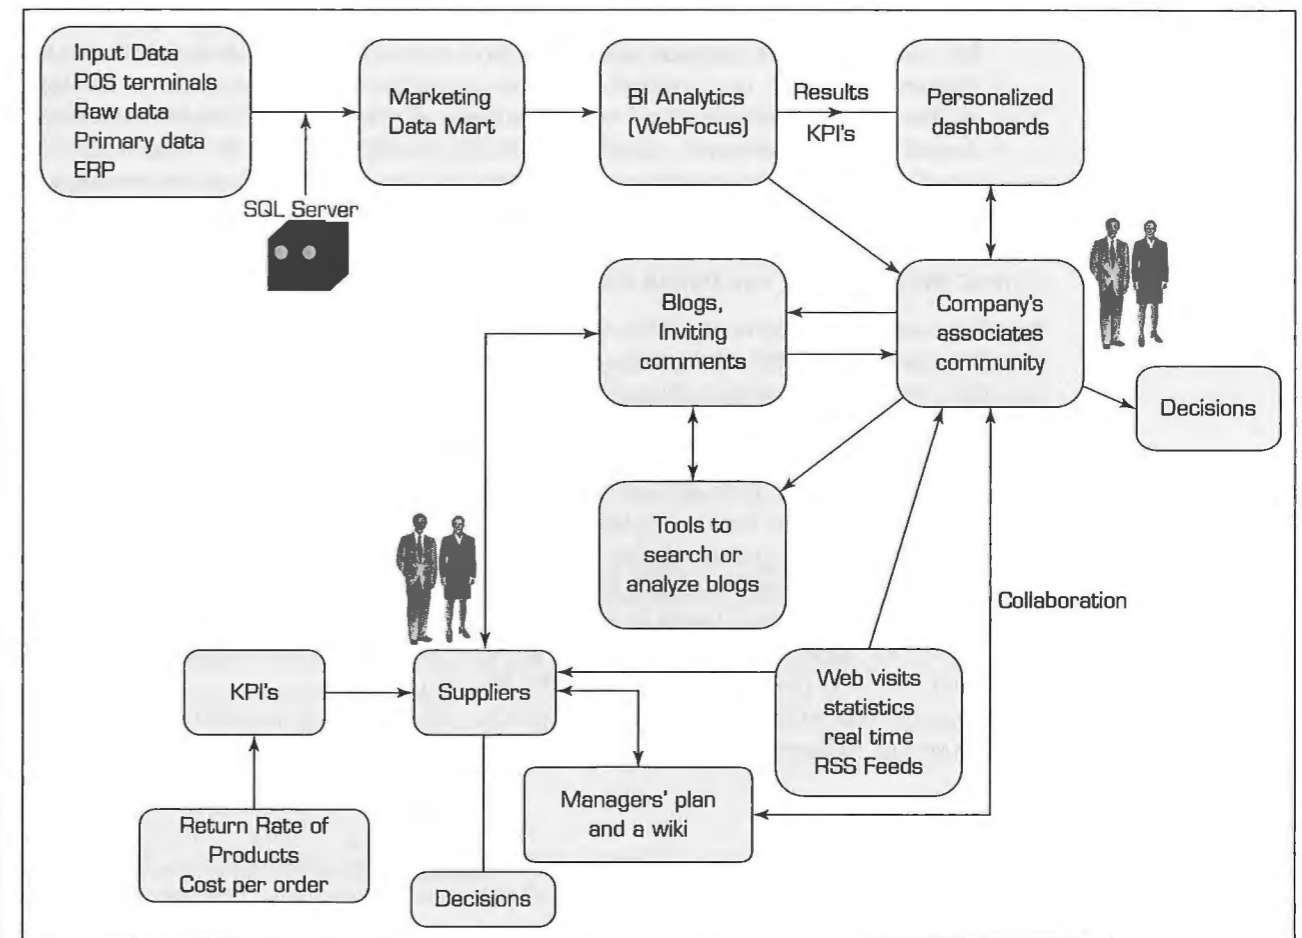 Input Data
POS terminals
Raw data
Primary data
ERP
SQL Server
Marketing
Data Mart
BI Analytics
(WebFocus)
Results
KPI's
Personalized
dashboards
Blogs,
Inviting
comments
Company's
associates
community
Decisions
Tools to
search or
analyze blogs
Collaboration
KPI's
Suppliers
Web visits
statistics
real time
RSS Feeds
Managers' plan
and a wiki
Return Rate of
Products
Cost per order
Decisions